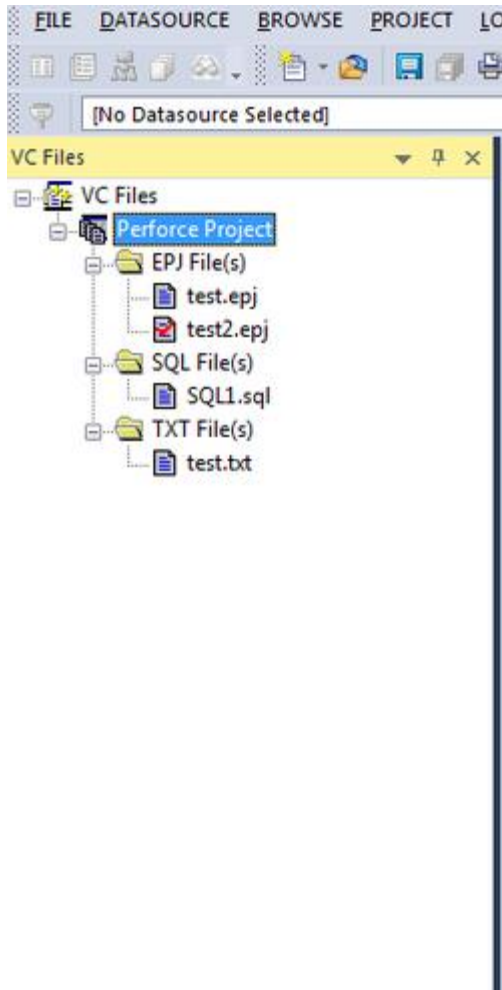 FILE DATASOURCE BROWSE PROJECT LO
[No Datasource Selected]
VC Files
VC Files
Perforce Project
EPJ File(s)
test.epj
test2.epj
SQL File(s)
SQL1.sql
TXT File(s)
test.txt